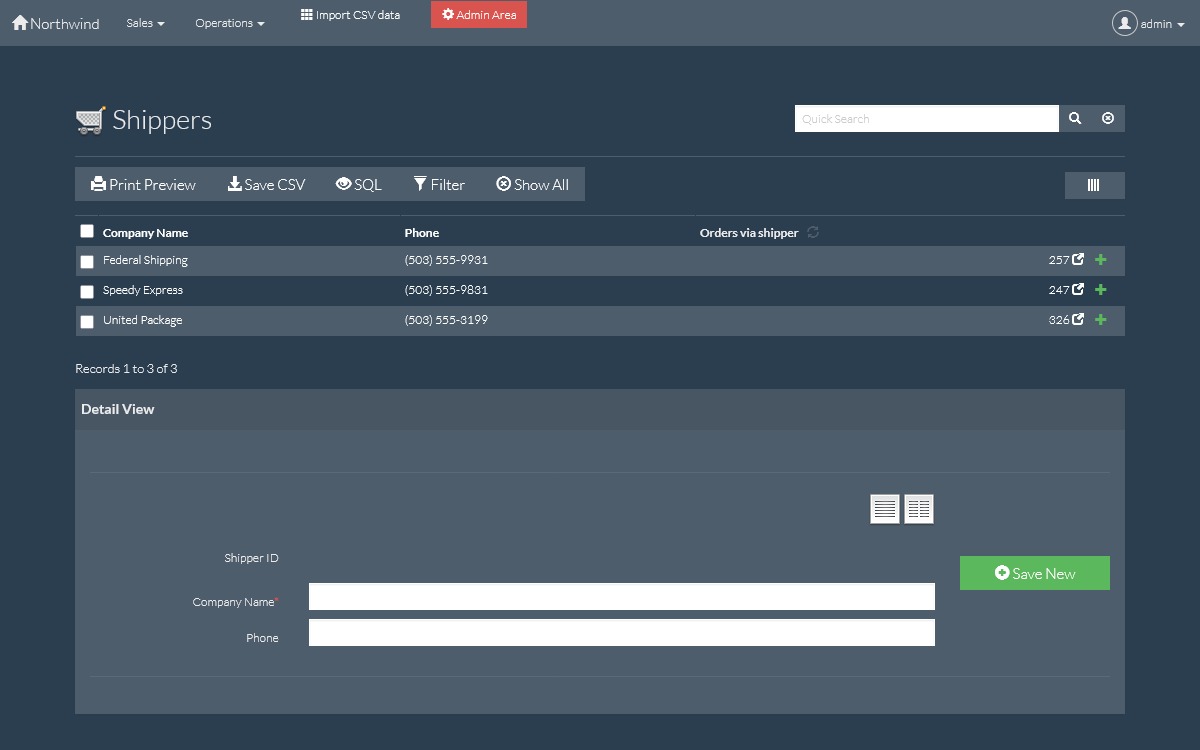 Northwind Sales Operations Import CSV data Admin Area admin
Shippers Quick Search
Print Preview Save CSV SQL Filter Show All
Company Name Phone Orders via shipper
Federal Shipping (503) 555-9931 257
Speedy Express (503) 555-9831 247
United Package (503) 555-3199 326
Records 1 to 3 of 3
Detail View
Shipper ID
Save New
Company Name*
Phone